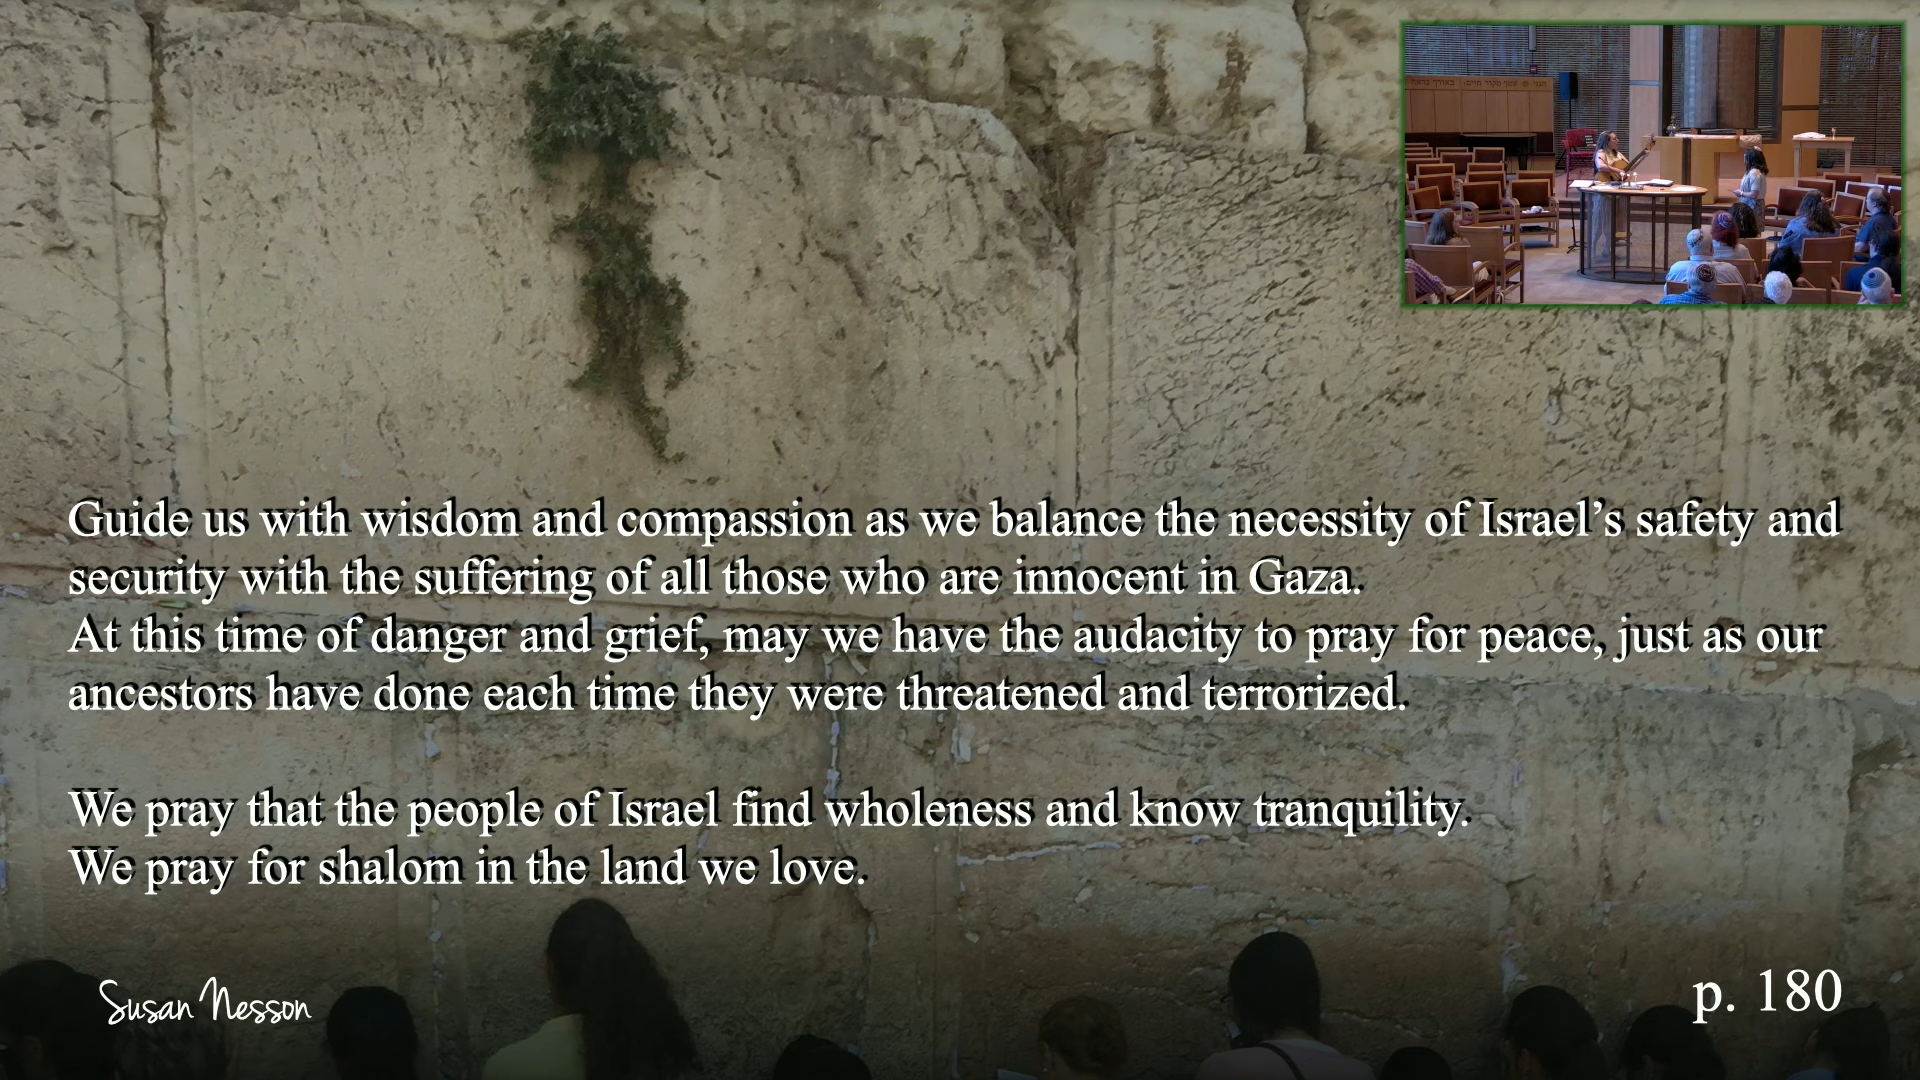 Guide us with wisdom and compassion as we balance the necessity of Israel’s safety and
security with the suffering of all those who are innocent in Gaza.
At this time of danger and grief, may we have the audacity to pray for peace, just as our
ancestors have done each time they were threatened and terrorized.
We pray that the people of Israel find wholeness and know tranquility.
We pray for shalom in the land we love.
Susan Nesson
p. 180